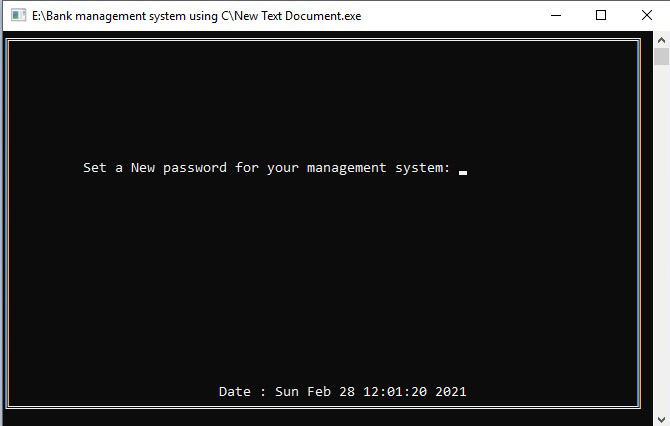 E:\Bank management system using C\New Text Document.exe
Set a New password for your management system:
Date : Sun Feb 28 12:01:20 2021